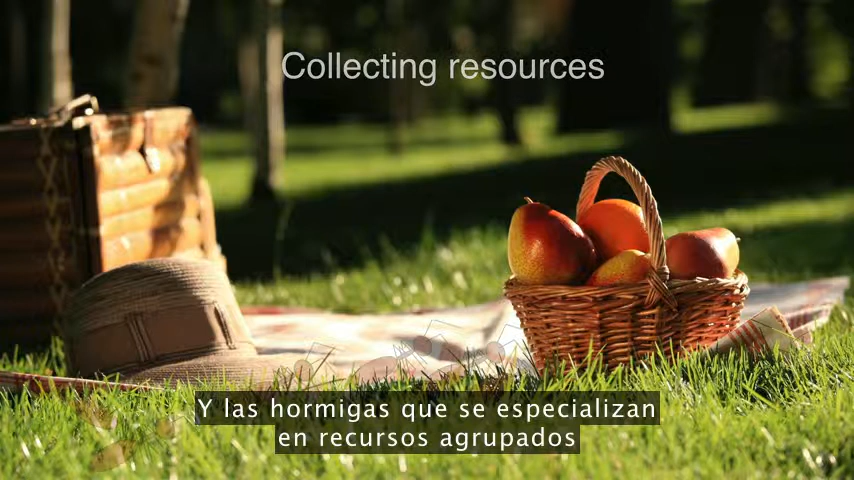 Collecting resources
Y las hormigas que se especializan
en recursos agrupados